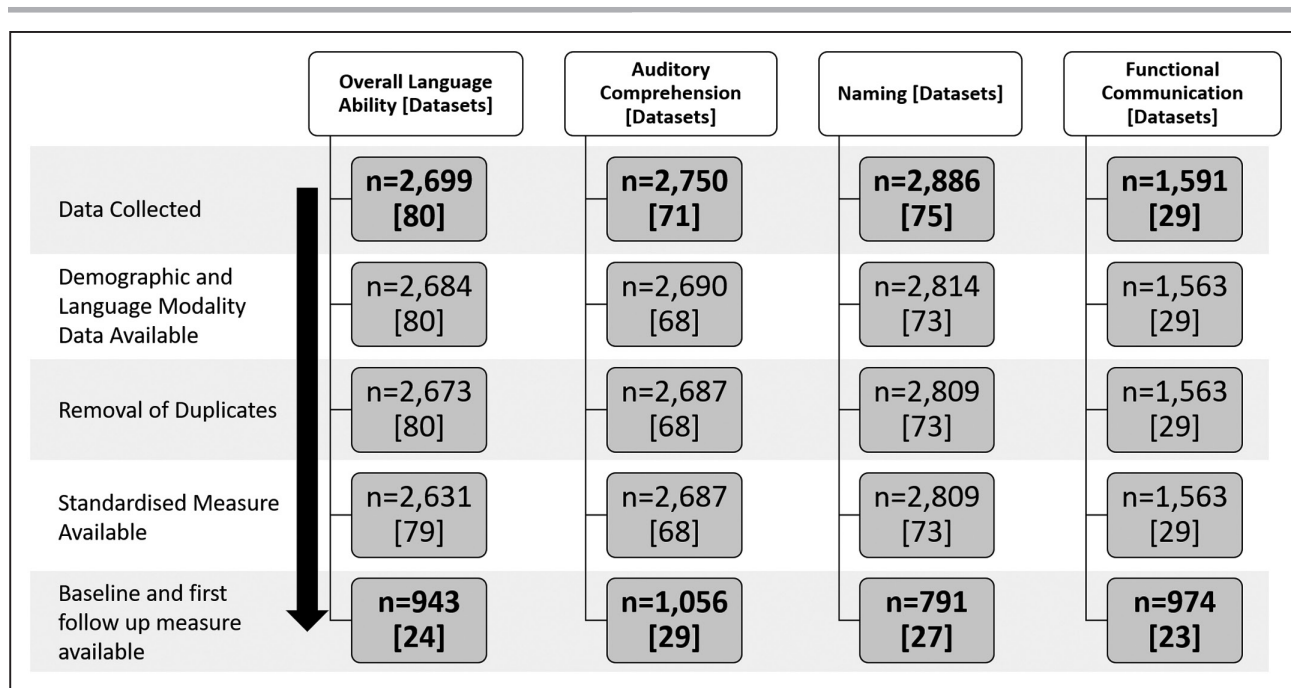 Overall Language
Ability [Datasets]
Auditory
Comprehension
[Datasets]
Naming [Datasets]
Functional
Communication
[Datasets]
Data Collected
n=2,699
[80]
n=2,750
[71]
n=2,886
[75]
n=1,591
[29]
Demographic and
Language Modality
Data Available
n=2,684
[80]
n=2,690
[68]
n=2,814
[73]
n=1,563
[29]
Removal of Duplicates
n=2,673
[80]
n=2,687
[68]
n=2,809
[73]
n=1,563
[29]
Standardised Measure
Available
n=2,631
[79]
n=2,687
[68]
n=2,809
[73]
n=1,563
[29]
Baseline and first
follow up measure
available
n=943
[24]
n=1,056
[29]
n=791
[27]
n=974
[23]